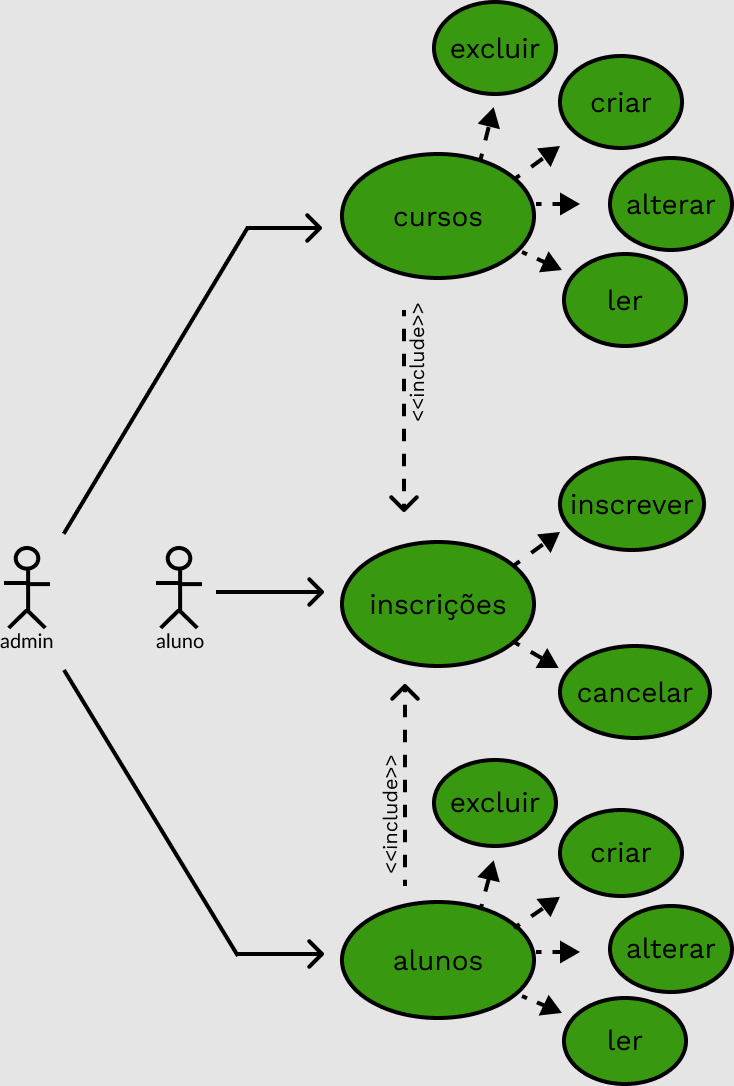 excluir
criar
cursos
alterar
ler
<<include>>
inscrever
inscrições
admin
aluno
cancelar
<<include>>
excluir
criar
alterar
alunos
ler